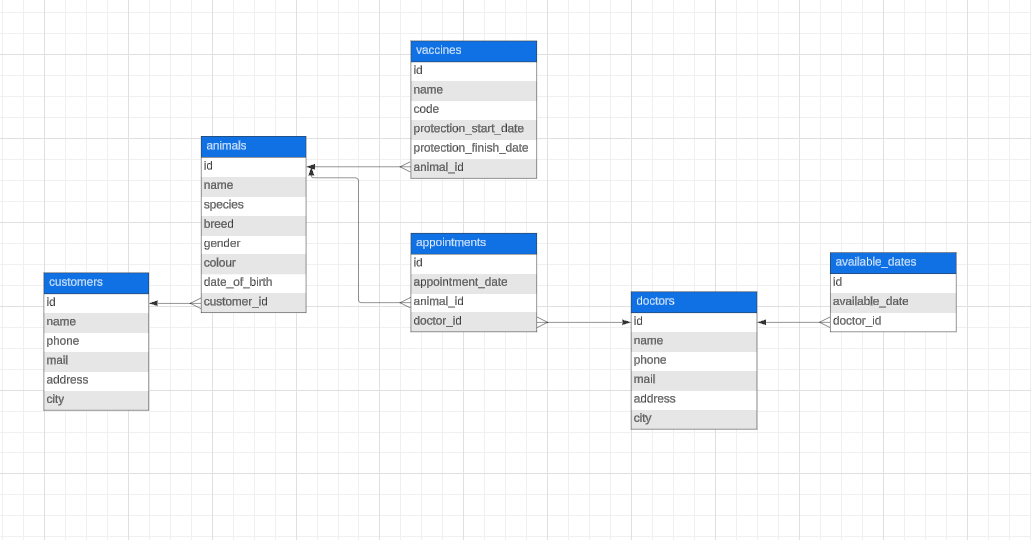 vaccines
id
name
code
protection_start_date
protection_finish_date
animal_id
animals
id
name
species
breed
gender
colour
date_of_birth
customer_id
appointments
id
appointment_date
animal_id
doctor_id
customers
id
name
phone
mail
address
city
doctors
id
name
phone
mail
address
city
available_dates
id
available_date
doctor_id